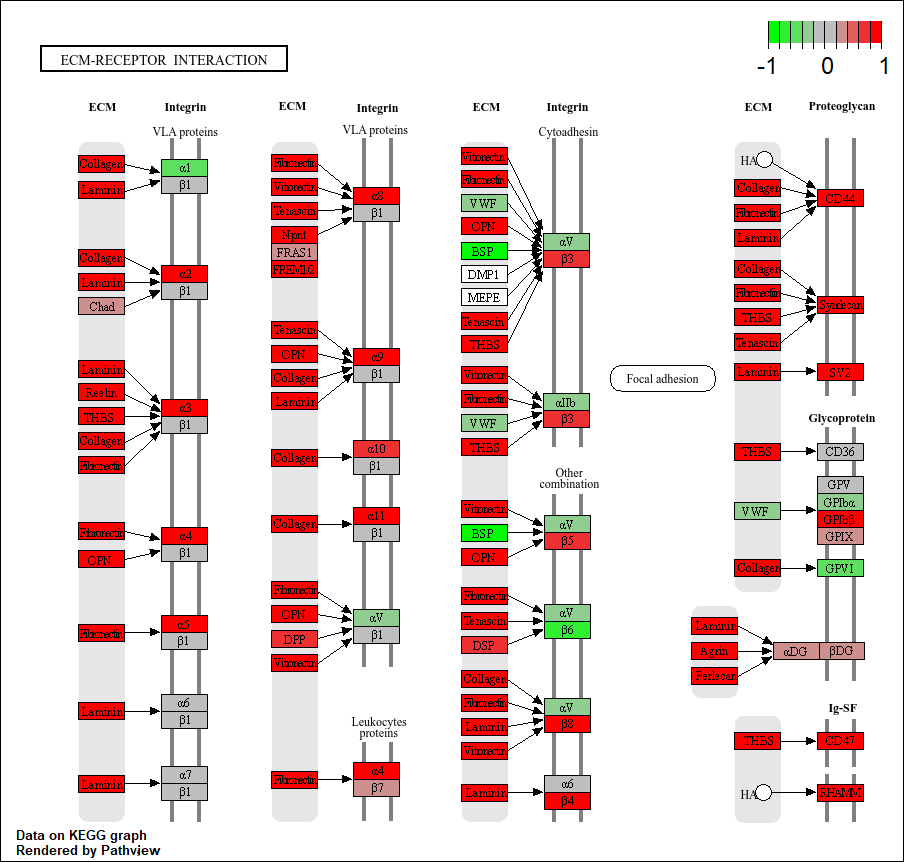 ECM-RECEPTOR INTERACTION
-1 0 1
ECM Integrin
VLA proteins
Collagen
Laminin
α1
β1
Collagen
Laminin
Chad
α2
β1
Laminin
Reelin
THBS
Collagen
Fibronectin
α3
β1
Fibronectin
OPN
α4
β1
Fibronectin
α5
β1
Laminin
α6
β1
Laminin
α7
β1
ECM Integrin
VLA proteins
Fibronectin
Vitronectin
Tenascin
Npnt
FRAS1
FREM1/2
α8
β1
Tenascin
OPN
Collagen
Laminin
α9
β1
Collagen
α10
β1
Collagen
α11
β1
Fibronectin
OPN
DPP
Vitronectin
αV
β1
Leukocytes
proteins
Fibronectin
α4
β7
ECM Integrin
Cytoadhesin
Vitronectin
Fibronectin
VWF
OPN
BSP
DMP1
MEPE
Tenascin
THBS
αV
β3
Vitronectin
Fibronectin
VWF
THBS
αIIb
β3
Other
combination
Vitronectin
BSP
OPN
αV
β5
Fibronectin
Tenascin
DSP
αV
β6
Collagen
Fibronectin
Laminin
Vitronectin
αV
β8
Laminin
α6
β4
Focal adhesion
ECM Proteoglycan
HA
Collagen
Fibronectin
Laminin
CD44
Collagen
Fibronectin
THBS
Tenascin
Syndecan
Laminin
SV2
Glycoprotein
THBS
CD36
VWF
GPV
GPIbα
GPIbβ
GPIX
Collagen
GPVI
Laminin
Agrin
Perlecan
αDG
βDG
Ig-SF
THBS
CD47
HA
RHAMM
Data on KEGG graph
Rendered by Pathview